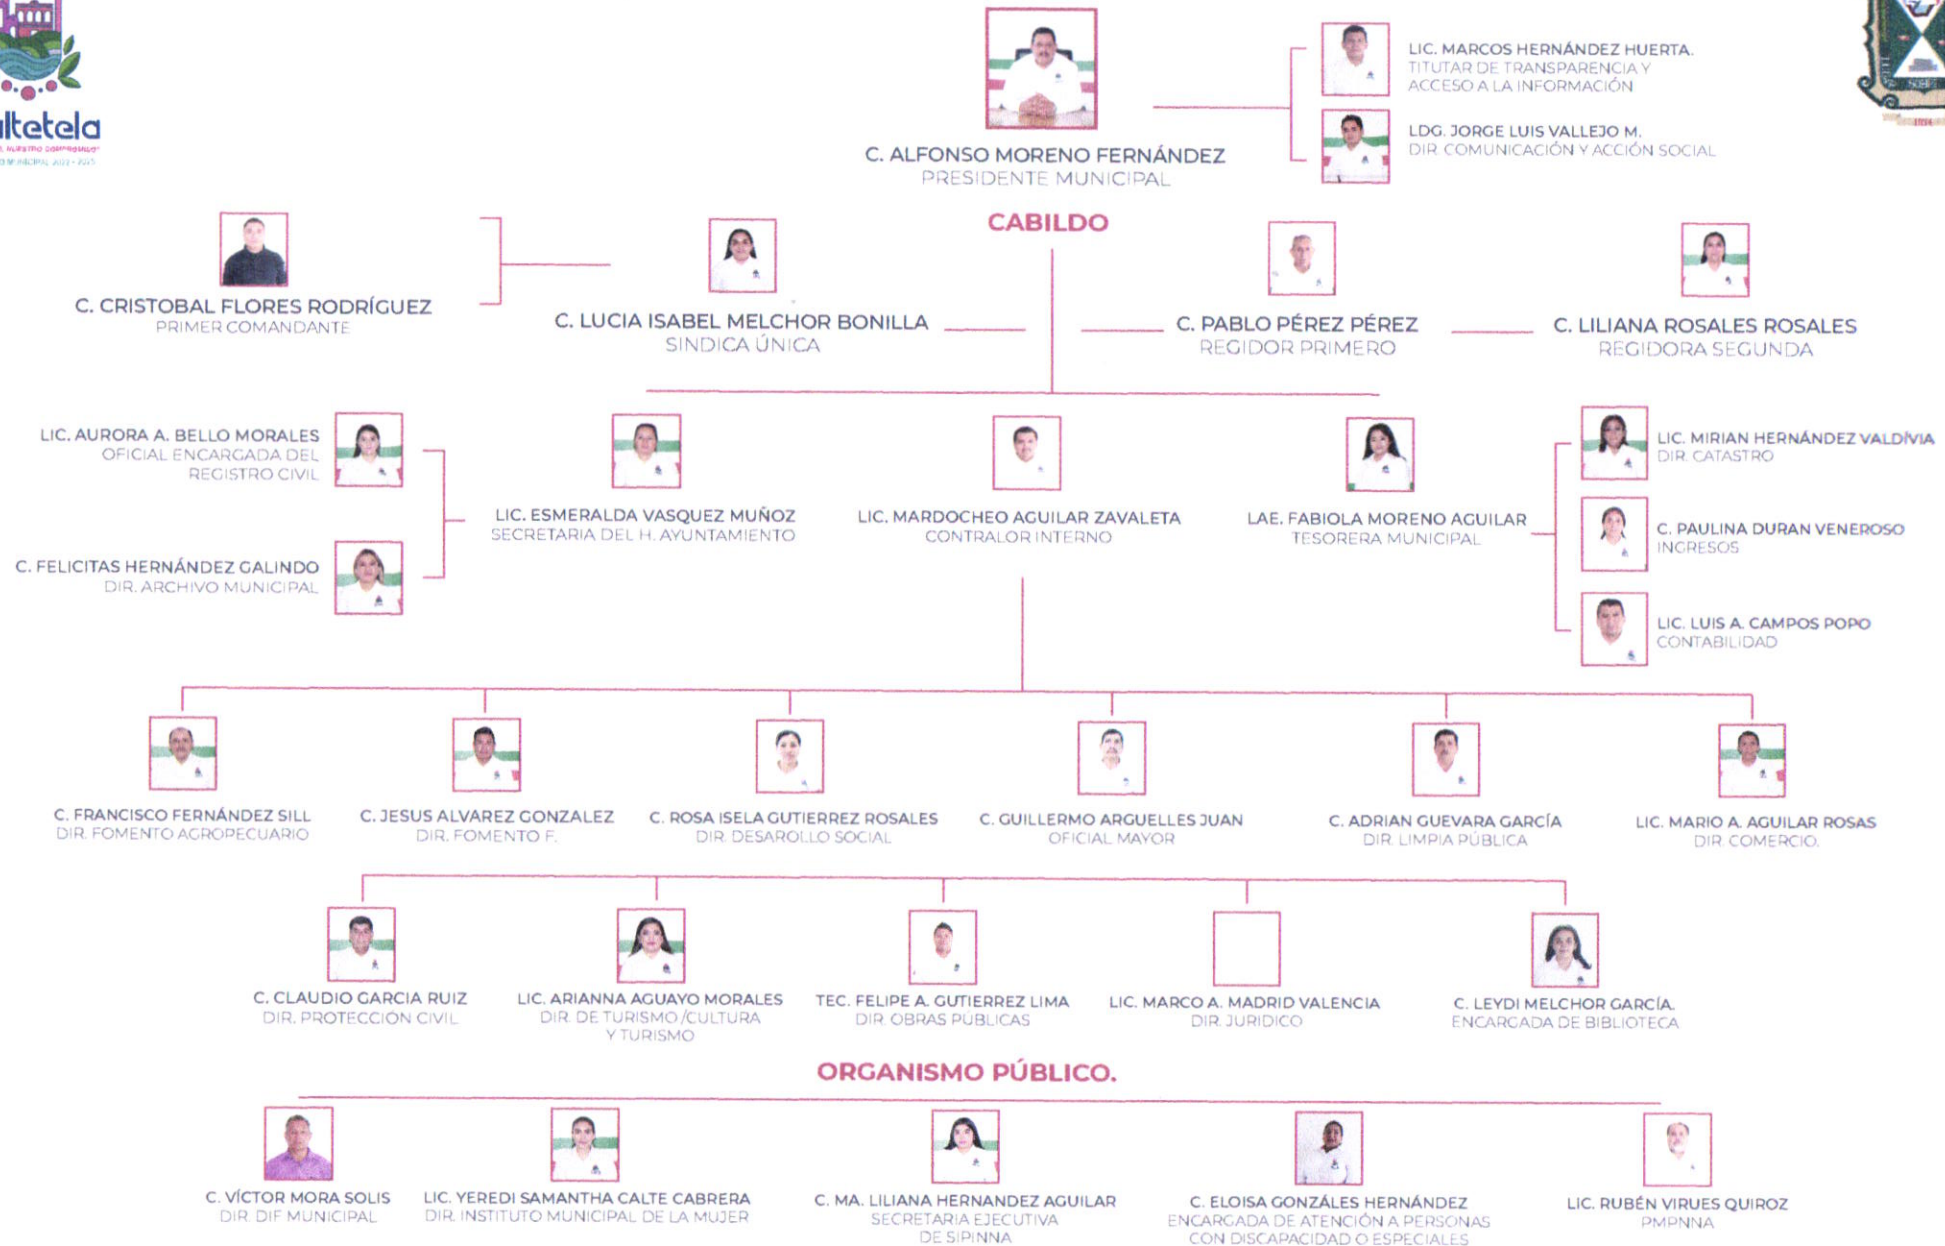 ltetela
LIC. MARCOS HERNÁNDEZ HUERTA.
TITUTAR DE TRANSPARENCIA Y
ACCESO A LA INFORMACIÓN
LDG. JORGE LUIS VALLEJO M.
DIR. COMUNICACIÓN Y ACCIÓN SOCIAL
C. ALFONSO MORENO FERNÁNDEZ
PRESIDENTE MUNICIPAL
CABILDO
C. CRISTOBAL FLORES RODRÍGUEZ
PRIMER COMANDANTE
C. LUCIA ISABEL MELCHOR BONILLA
SINDICA ÚNICA
C. PABLO PÉREZ PÉREZ
REGIDOR PRIMERO
C. LILIANA ROSALES ROSALES
REGIDORA SEGUNDA
LIC. AURORA A. BELLO MORALES
OFICIAL ENCARGADA DEL
REGISTRO CIVIL
C. FELICITAS HERNÁNDEZ GALINDO
DIR. ARCHIVO MUNICIPAL
LIC. ESMERALDA VASQUEZ MUÑOZ
SECRETARIA DEL H. AYUNTAMIENTO
LIC. MARDOCHEO AGUILAR ZAVALETA
CONTRALOR INTERNO
LAE. FABIOLA MORENO AGUILAR
TESORERA MUNICIPAL
LIC. MIRIAN HERNÁNDEZ VALDÍVIA
DIR. CATASTRO
C. PAULINA DURAN VENEROSO
INGRESOS
LIC. LUIS A. CAMPOS POPO
CONTABILIDAD
C. FRANCISCO FERNÁNDEZ SILL
DIR. FOMENTO AGROPECUARIO
C. JESUS ALVAREZ GONZALEZ
DIR. FOMENTO F.
C. ROSA ISELA GUTIERREZ ROSALES
DIR. DESAROLLO SOCIAL
C. GUILLERMO ARGUELLES JUAN
OFICIAL MAYOR
C. ADRIAN GUEVARA GARCÍA
DIR. LIMPIA PÚBLICA
LIC. MARIO A. AGUILAR ROSAS
DIR. COMERCIO.
C. CLAUDIO GARCIA RUIZ
DIR. PROTECCIÓN CIVIL
LIC. ARIANNA AGUAYO MORALES
DIR. DE TURISMO /CULTURA
Y TURISMO
TEC. FELIPE A. GUTIERREZ LIMA
DIR. OBRAS PÚBLICAS
LIC. MARCO A. MADRID VALENCIA
DIR. JURIDICO
C. LEYDI MELCHOR GARCÍA.
ENCARGADA DE BIBLIOTECA
ORGANISMO PÚBLICO.
C. VÍCTOR MORA SOLIS
DIR. DIF MUNICIPAL
LIC. YEREDI SAMANTHA CALTE CABRERA
DIR. INSTITUTO MUNICIPAL DE LA MUJER
C. MA. LILIANA HERNANDEZ AGUILAR
SECRETARIA EJECUTIVA
DE SIPINNA
C. ELOISA GONZÁLES HERNÁNDEZ
ENCARGADA DE ATENCIÓN A PERSONAS
CON DISCAPACIDAD O ESPECIALES
LIC. RUBÉN VIRUES QUIROZ
PMPNNA